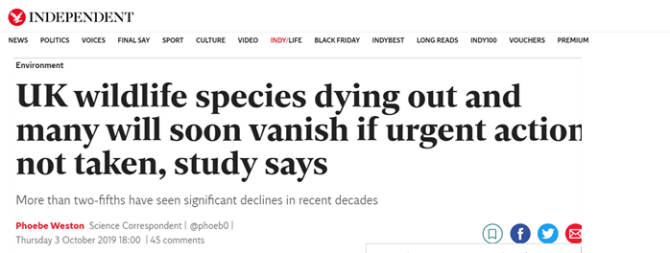 INDEPENDENT
NEWS POLITICS VOICES FINAL SAY SPORT CULTURE VIDEO INDY/LIFE BLACK FRIDAY INDYBEST LONG READS INDY100 VOUCHERS PREMIUM
Environment
UK wildlife species dying out and
many will soon vanish if urgent action
not taken, study says
More than two-fifths have seen significant declines in recent decades
Phoebe Weston Science Correspondent | @phoeb0 |
Thursday 3 October 2019 18:00 | 45 comments